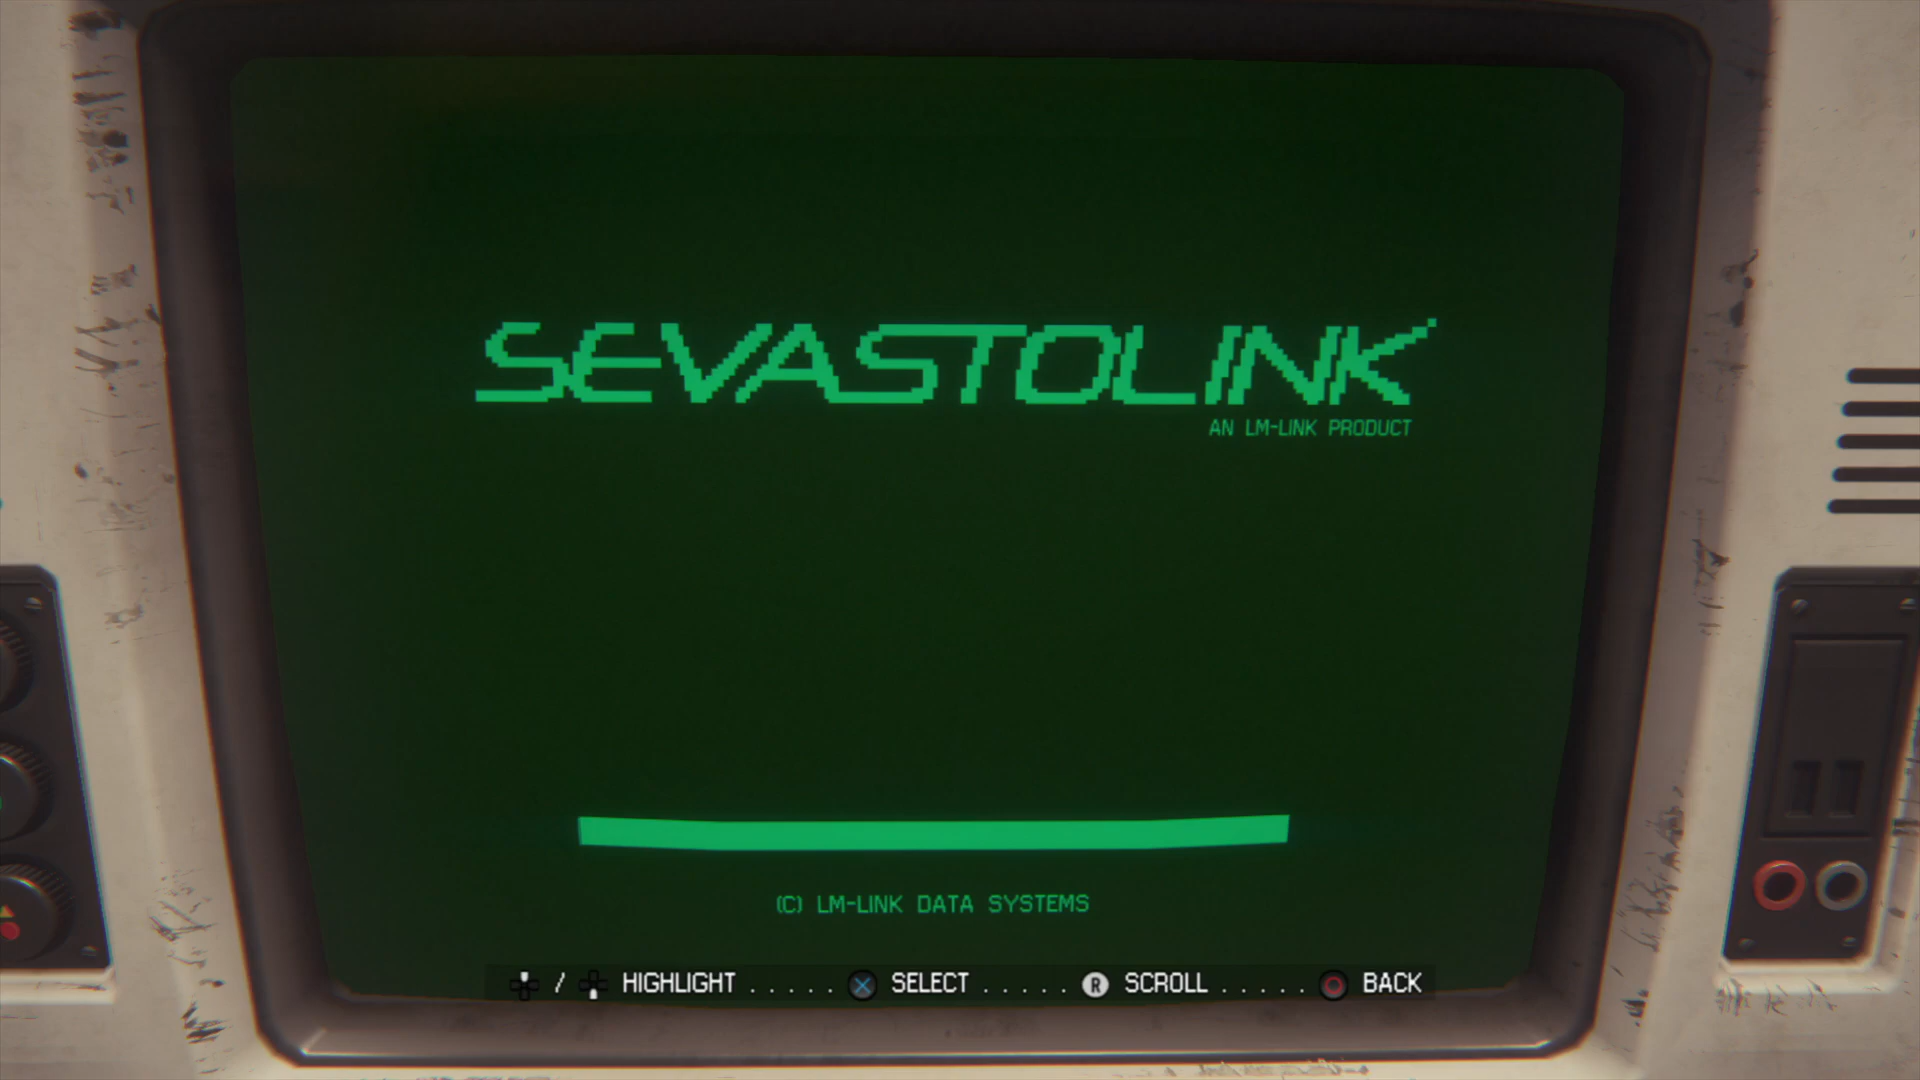 SEVASTOLINK
AN LM-LINK PRODUCT
(C) LM-LINK DATA SYSTEMS
/ HIGHLIGHT ..... SELECT ..... R SCROLL ..... BACK